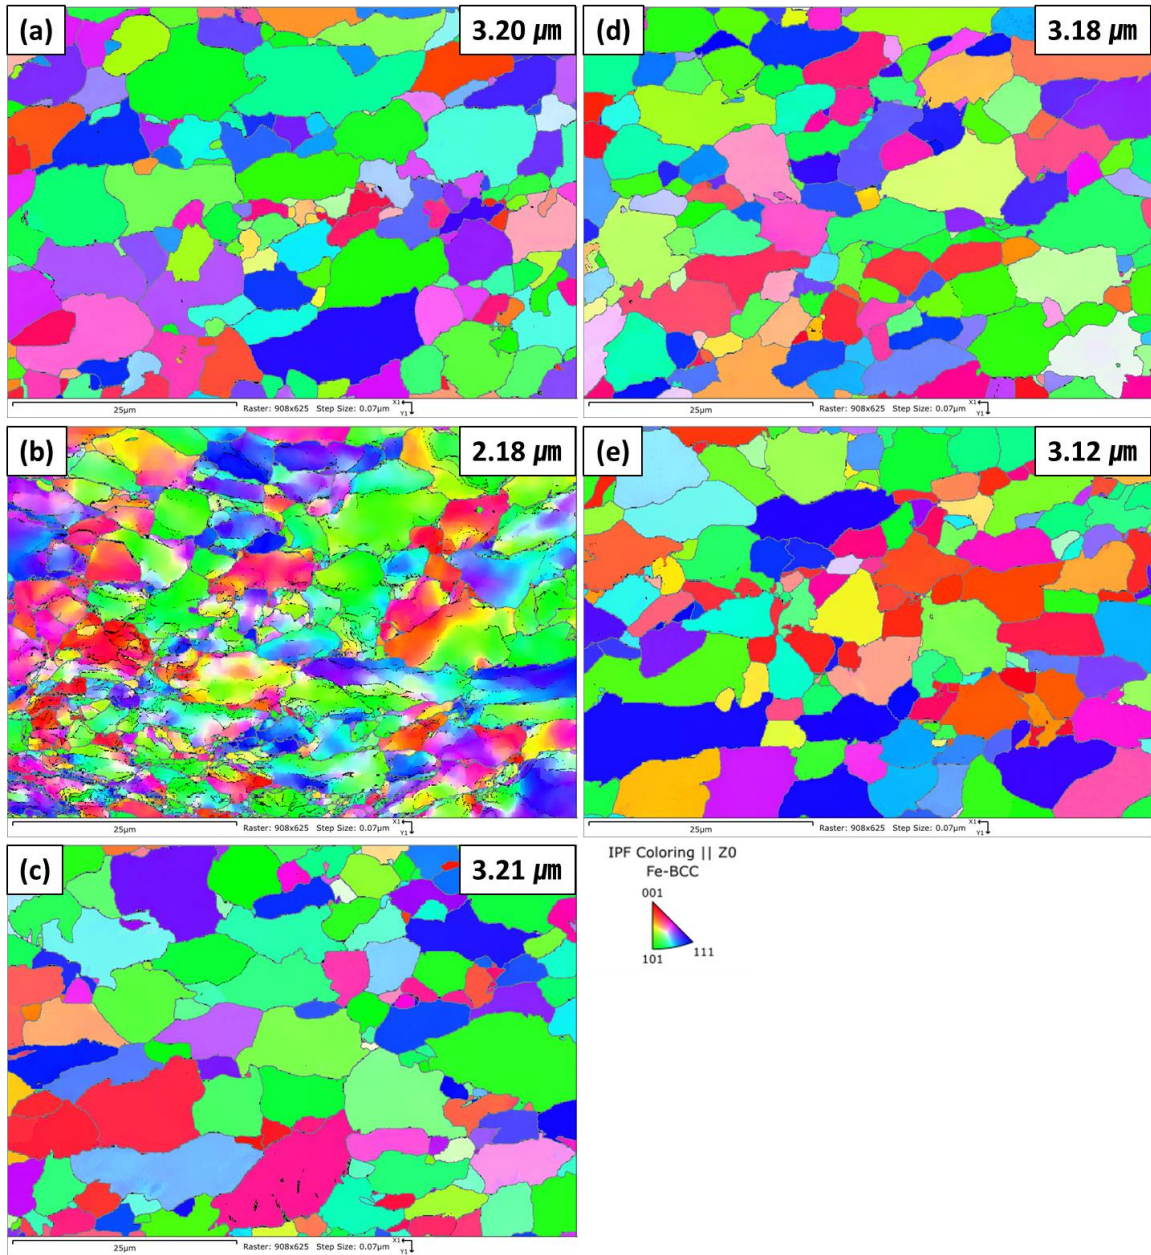 (a)
3.20 ㎛
25µm
Raster: 908x625 Step Size: 0.07µm
X1
Y1
(b)
2.18 ㎛
25µm
Raster: 908x625 Step Size: 0.07µm
X1
Y1
(c)
3.21 ㎛
25µm
Raster: 908x625 Step Size: 0.07µm
X1
Y1
(d)
3.18 ㎛
25µm
Raster: 908x625 Step Size: 0.07µm
X1
Y1
(e)
3.12 ㎛
25µm
Raster: 908x625 Step Size: 0.07µm
X1
Y1
IPF Coloring || Z0
Fe-BCC
001
101
111